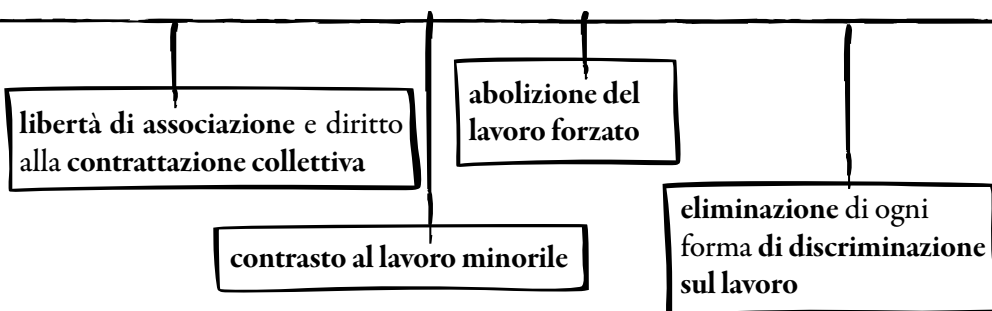 libertà di associazione e diritto
alla contrattazione collettiva
contrasto al lavoro minorile
abolizione del
lavoro forzato
eliminazione di ogni
forma di discriminazione
sul lavoro